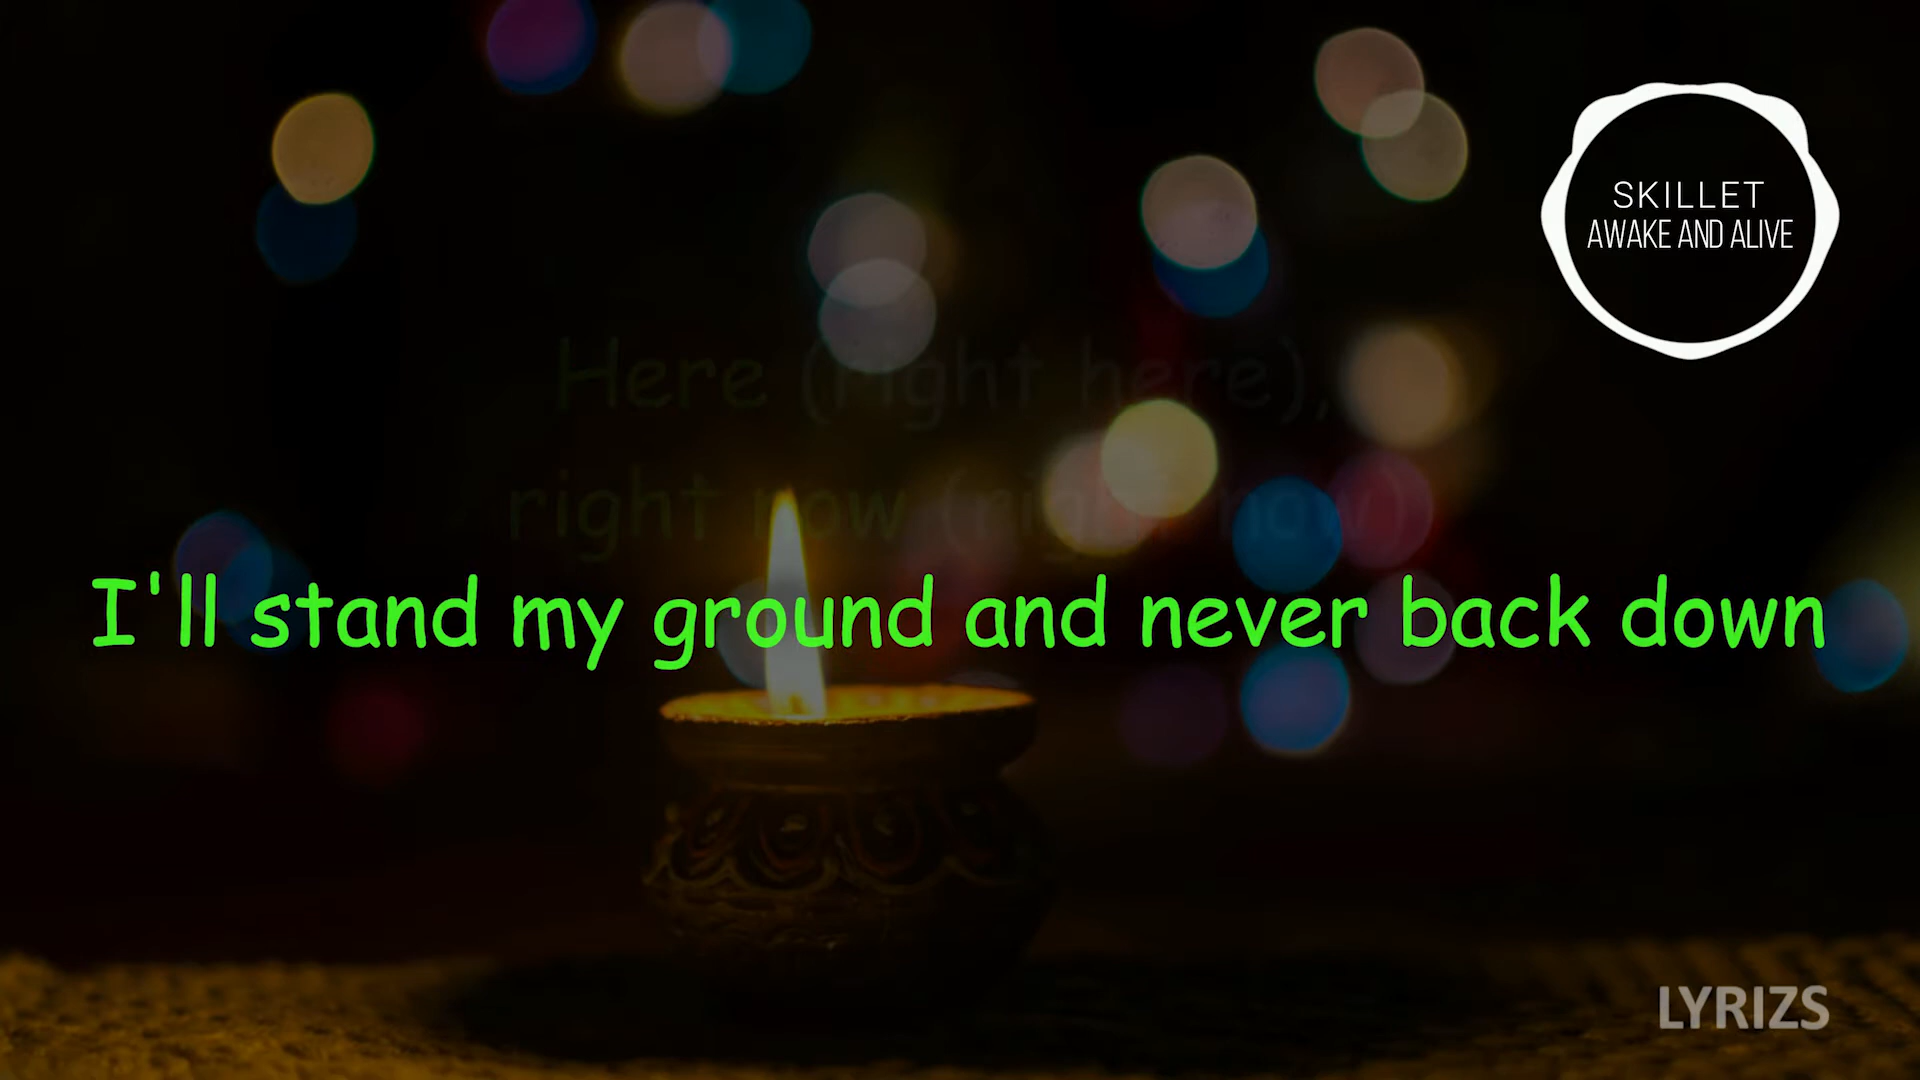 SKILLET
AWAKE AND ALIVE
Here (right here),
right now (right now)
I'll stand my ground and never back down
LYRIZS